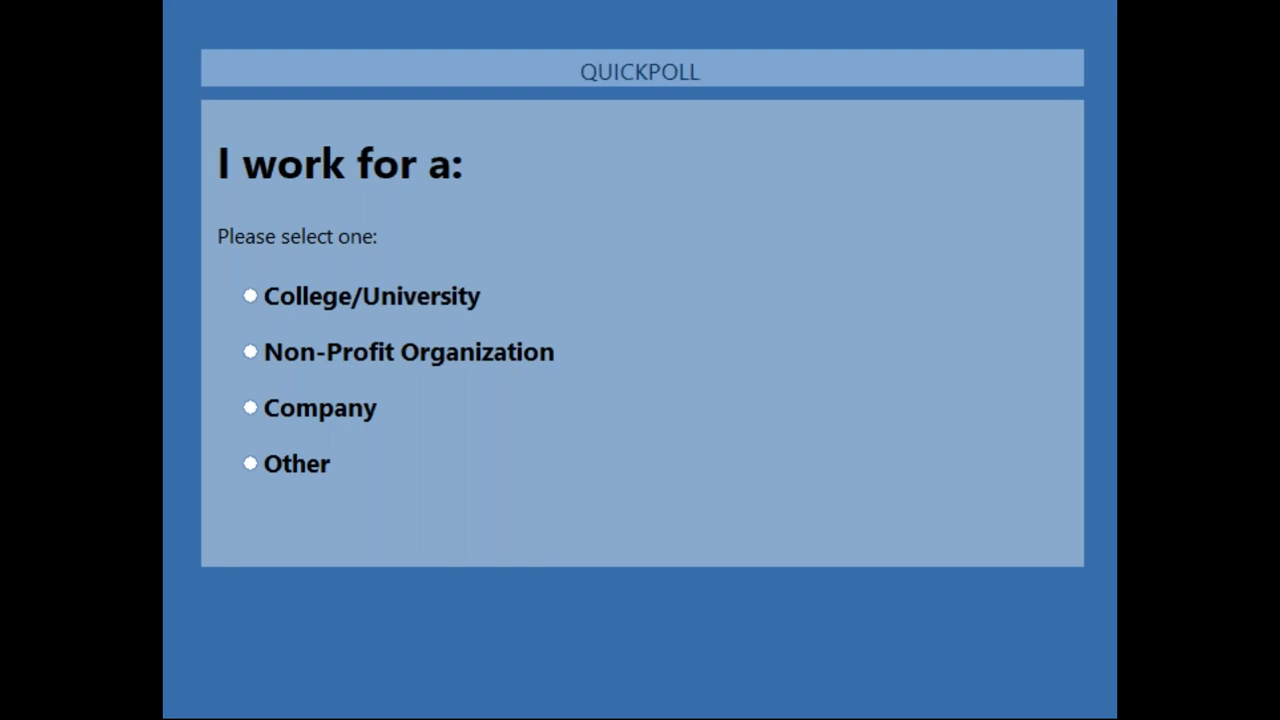 QUICKPOLL
I work for a:
Please select one:
College/University
Non-Profit Organization
Company
Other